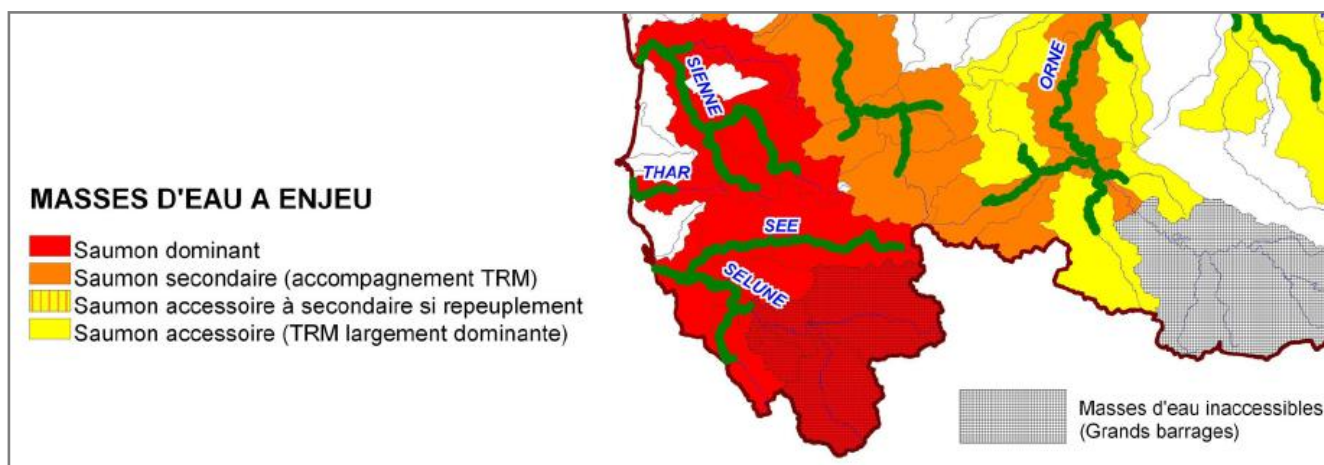 SIENNE
ORNE
THAR
SEE
SELUNE
MASSES D'EAU A ENJEU
Saumon dominant
Saumon secondaire (accompagnement TRM)
Saumon accessoire à secondaire si repeuplement
Saumon accessoire (TRM largement dominante)
Masses d'eau inaccessibles
(Grands barrages)